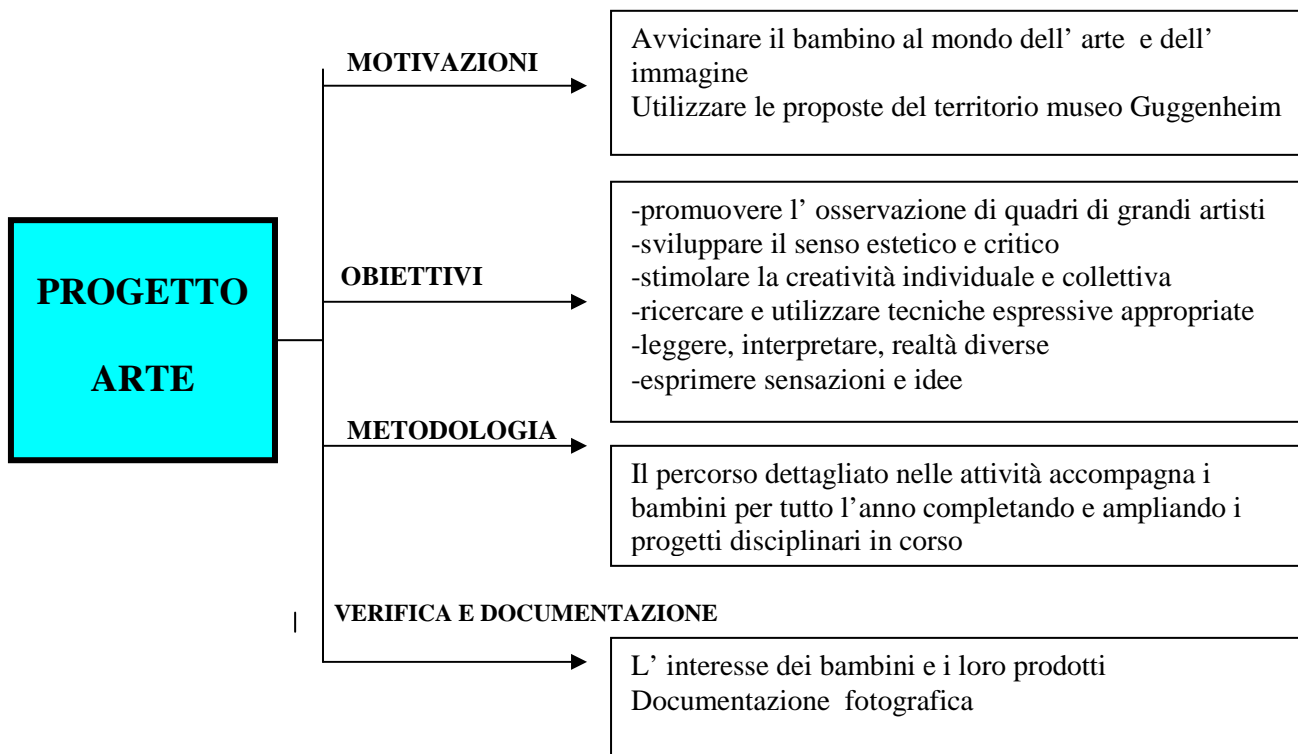 PROGETTO
ARTE
MOTIVAZIONI
Avvicinare il bambino al mondo dell’ arte e dell’
immagine
Utilizzare le proposte del territorio museo Guggenheim
OBIETTIVI
-promuovere l’ osservazione di quadri di grandi artisti
-sviluppare il senso estetico e critico
-stimolare la creatività individuale e collettiva
-ricercare e utilizzare tecniche espressive appropriate
-leggere, interpretare, realtà diverse
-esprimere sensazioni e idee
METODOLOGIA
Il percorso dettagliato nelle attività accompagna i
bambini per tutto l’anno completando e ampliando i
progetti disciplinari in corso
VERIFICA E DOCUMENTAZIONE
L’ interesse dei bambini e i loro prodotti
Documentazione fotografica